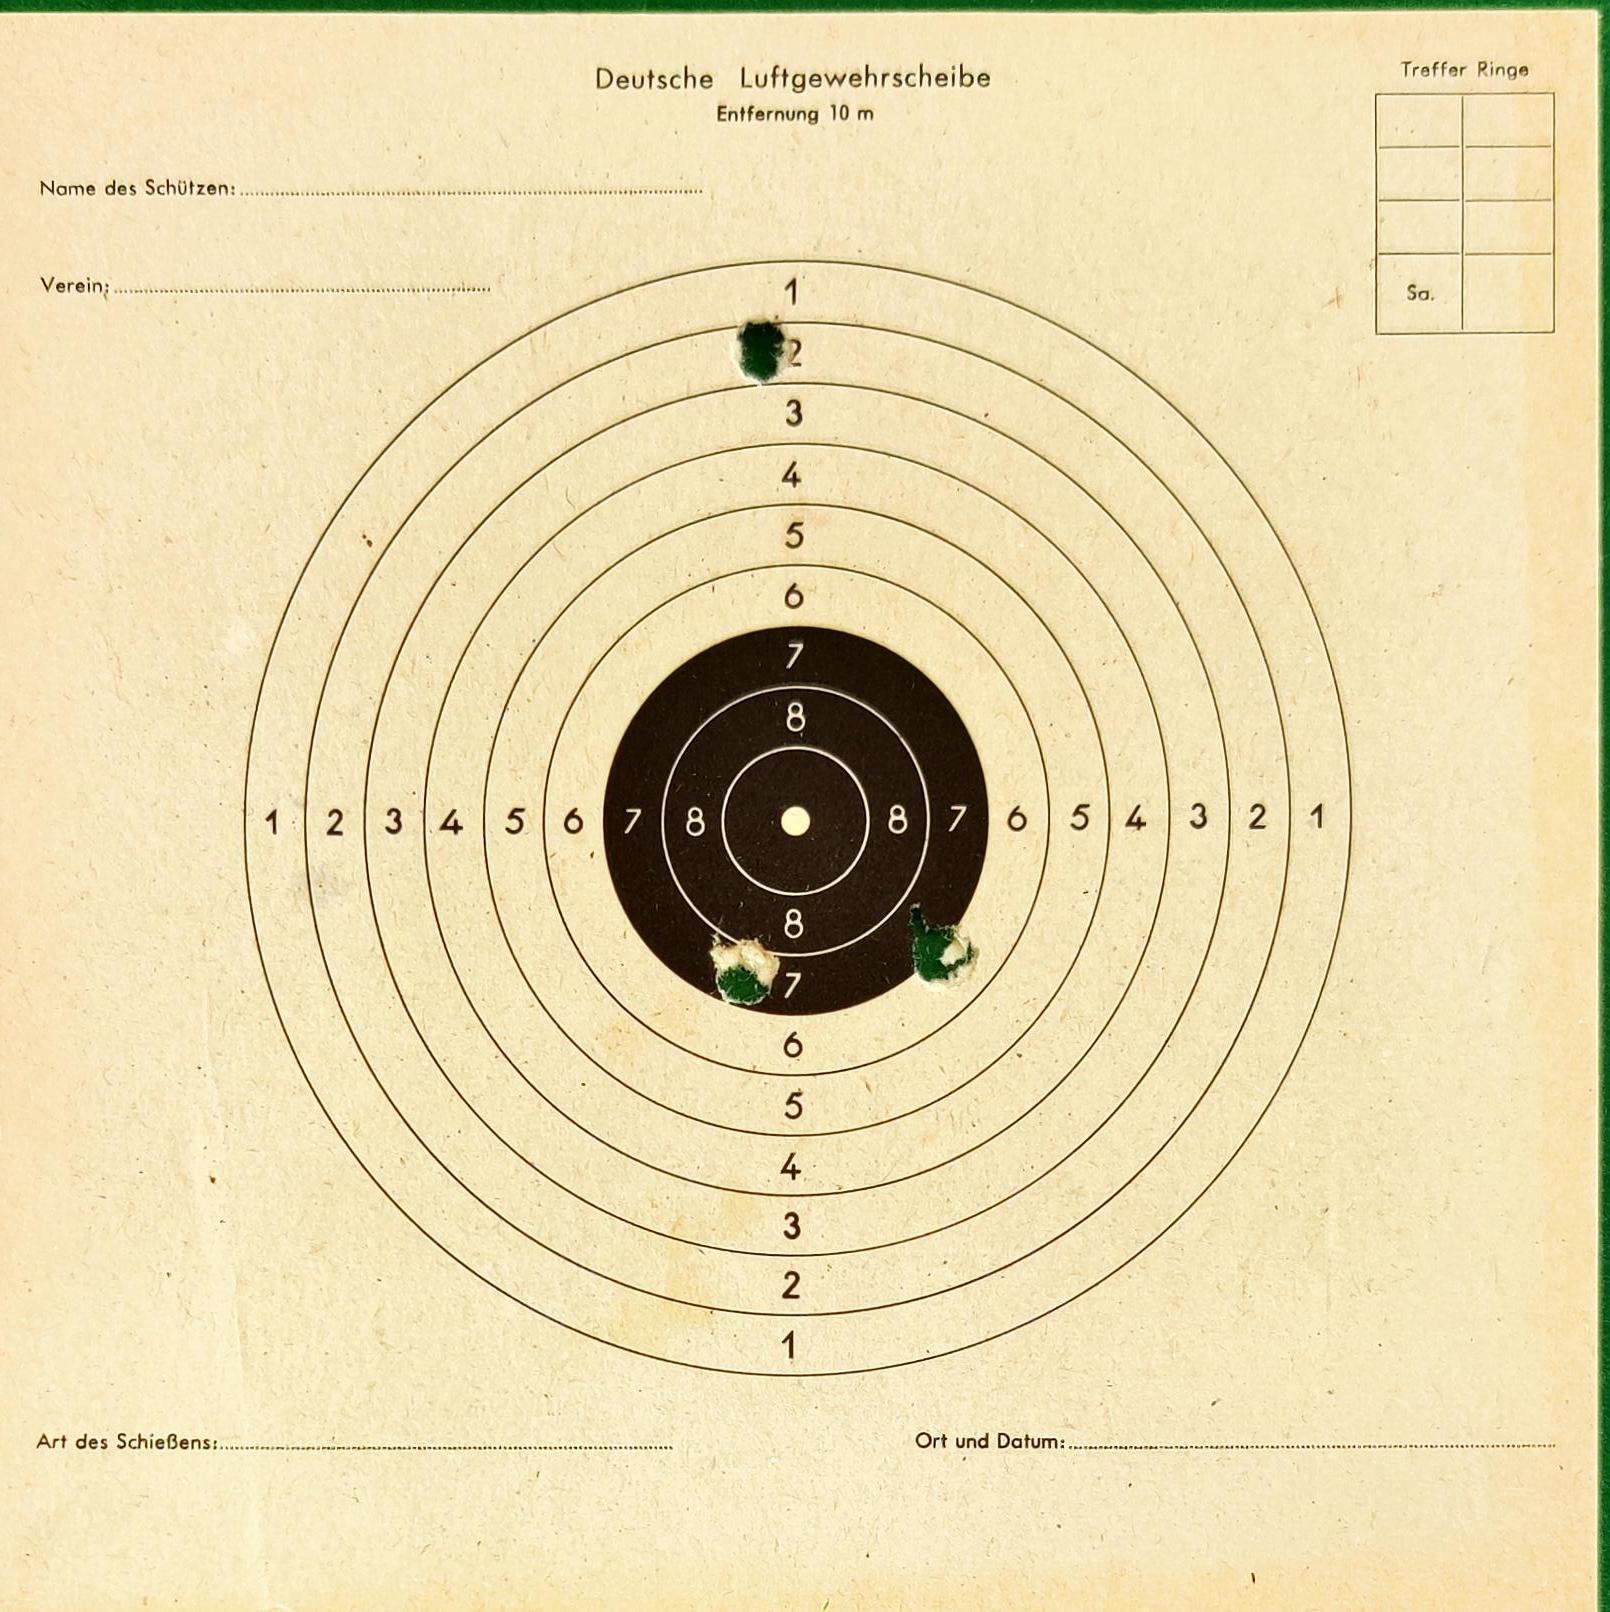 Deutsche Luftgewehrscheibe
Entfernung 10 m
Treffer Ringe
Name des Schützen:
Verein:
Sa.
1
2
3
4
5
6
7
8
1 2 3 4 5 6 7 8 8 7 6 5 4 3 2 1
8
7
6
5
4
3
2
1
Art des Schießens:
Ort und Datum: